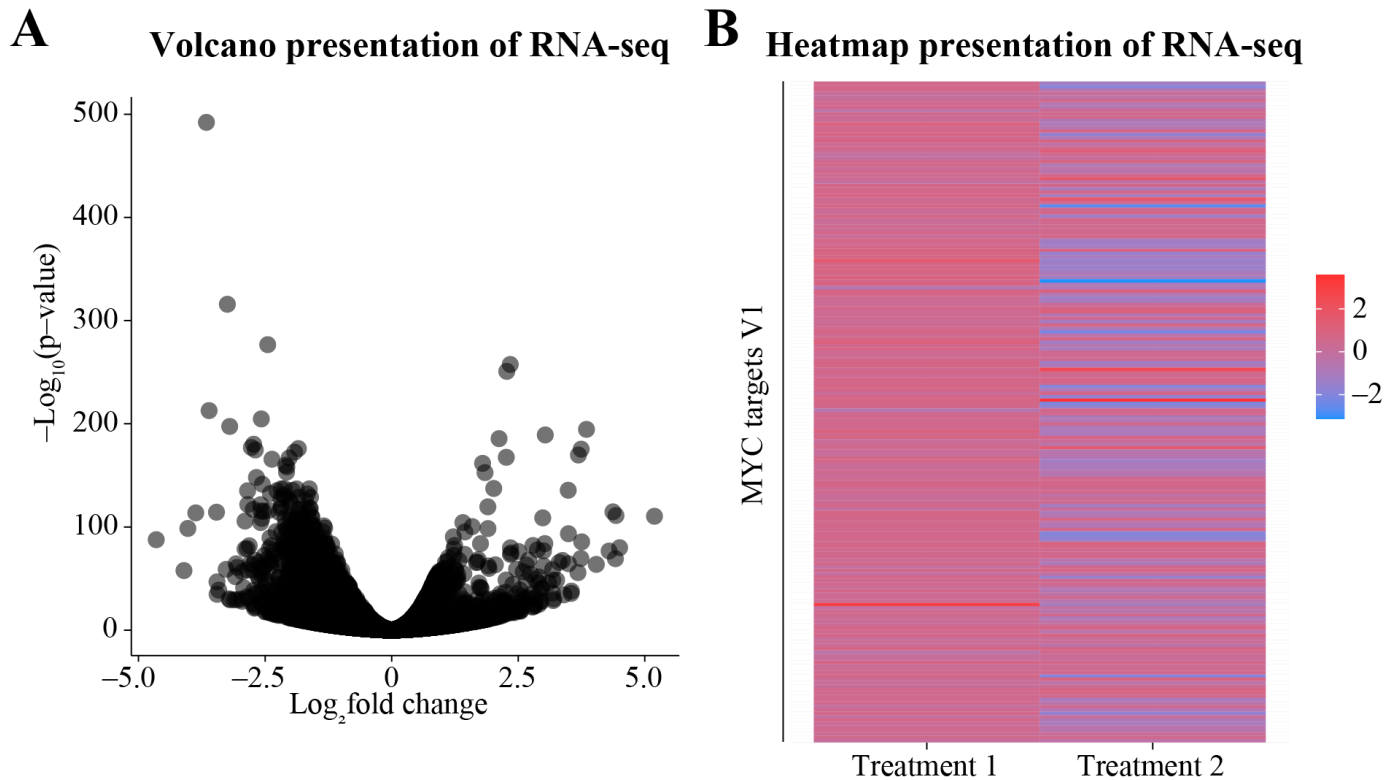 A
Volcano presentation of RNA-seq
–Log10(p–value)
500
400
300
200
100
0
–5.0
–2.5
0
2.5
5.0
Log2fold change
B
Heatmap presentation of RNA-seq
MYC targets V1
Treatment 1
Treatment 2
2
0
–2